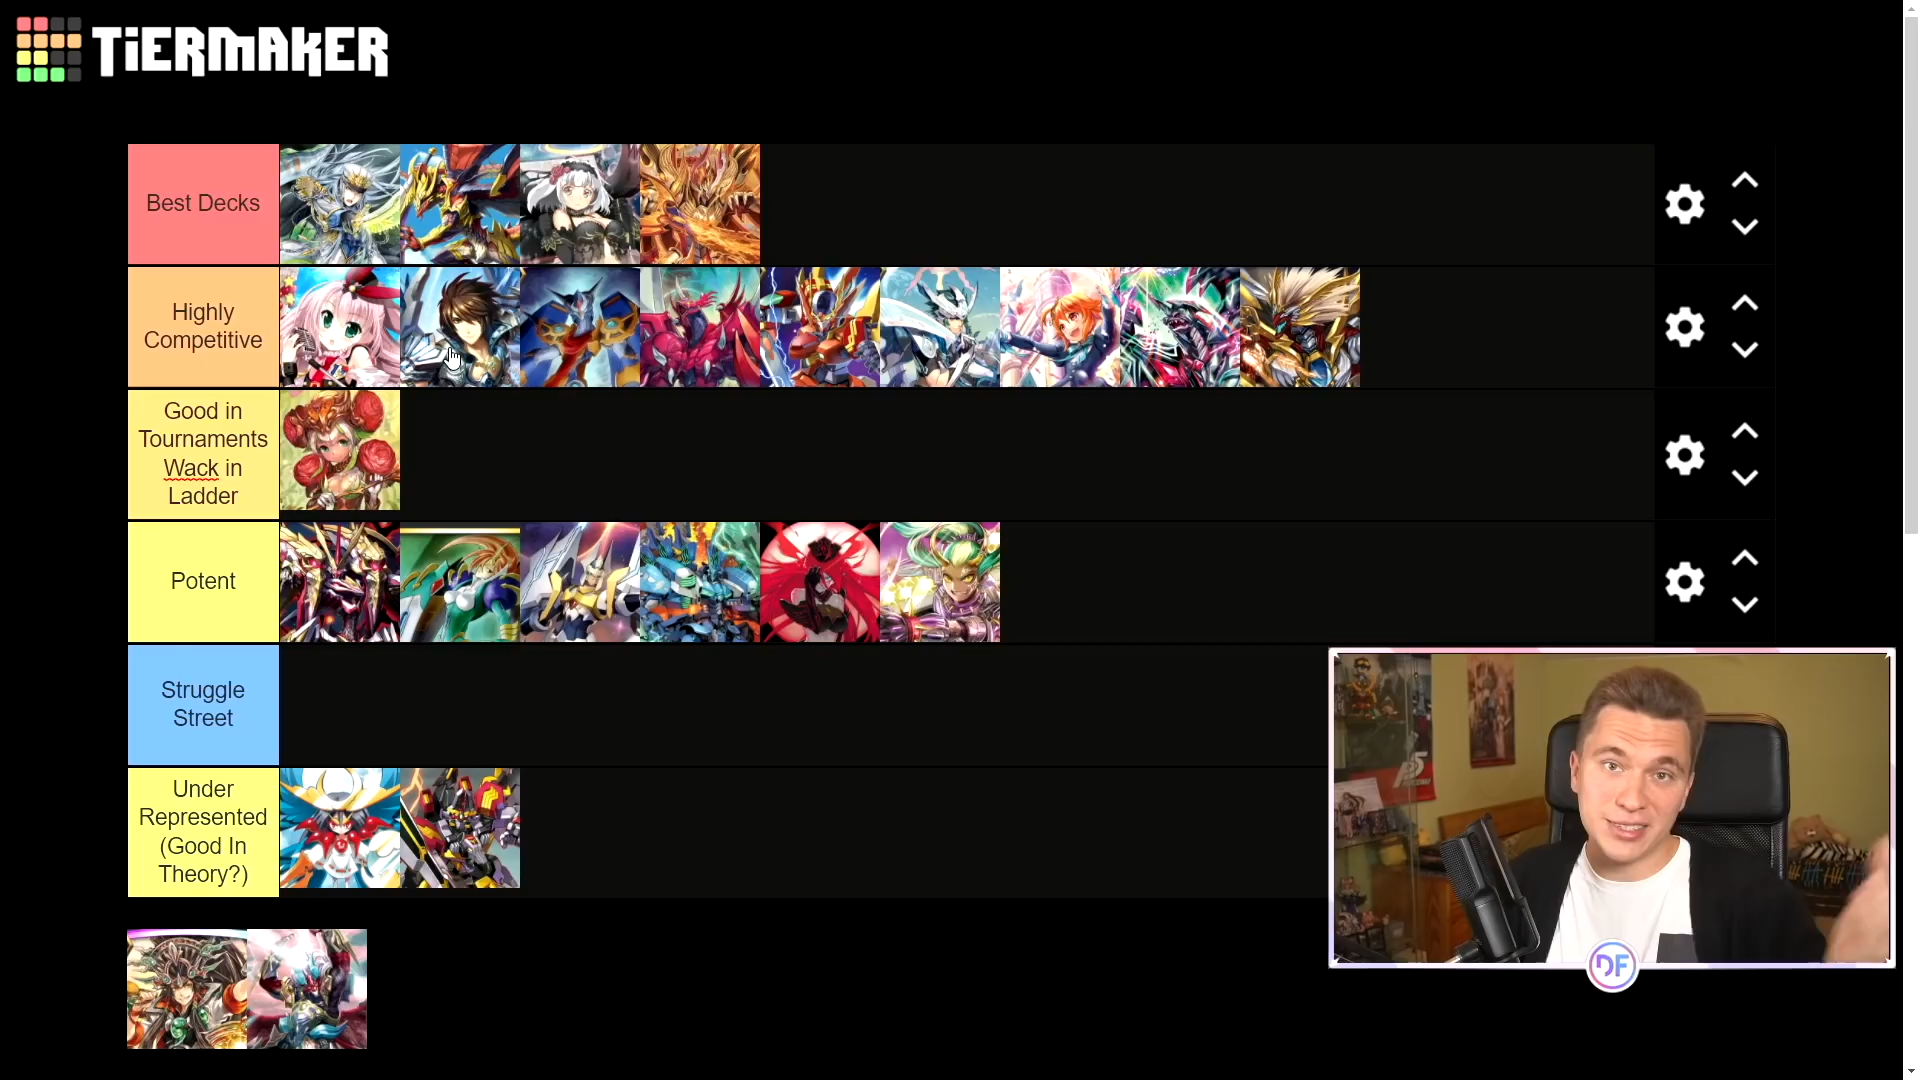 TiERMAKER
Best Decks
Highly
Competitive
Good in
Tournaments
Wack in
Ladder
Potent
Struggle
Street
Under
Represented
(Good In
Theory?)
DF